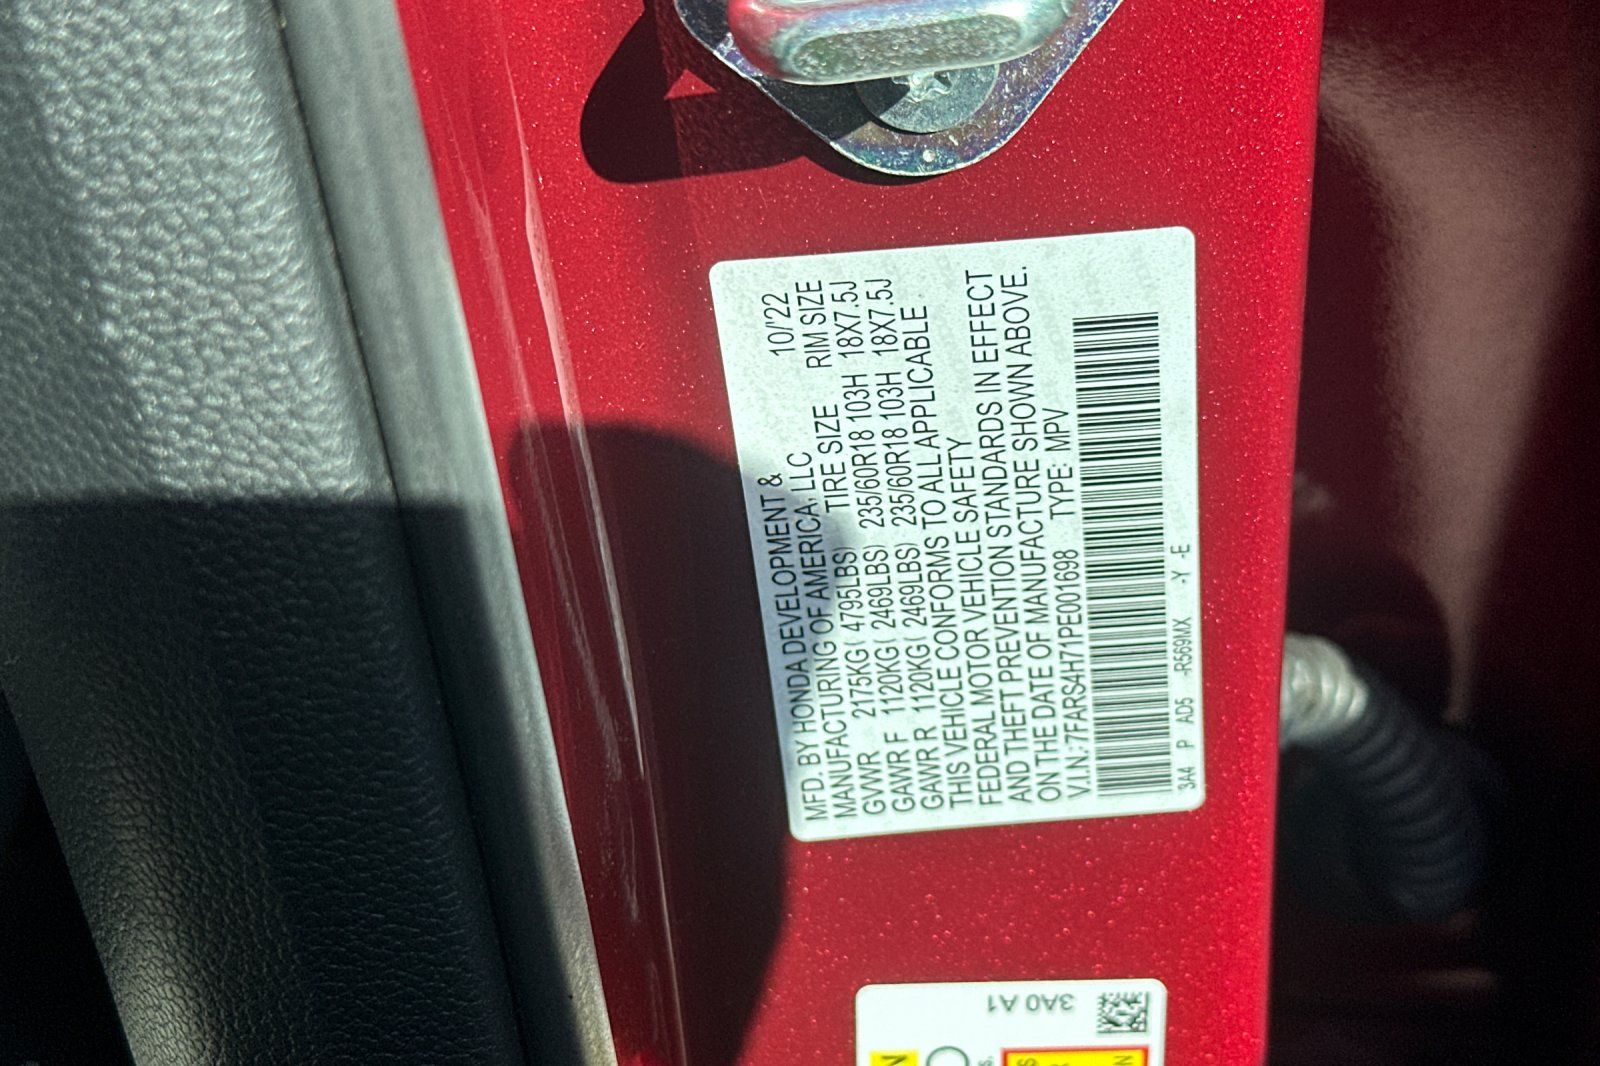 MFD. BY HONDA DEVELOPMENT &
MANUFACTURING OF AMERICA, LLC 10/'22
TIRE SIZE RIM SIZE
GVWR 2175KG( 4795LBS)
GAWR F 1120KG( 2469LBS) 235/60R18 103H 18X7.5J
GAWR R 1120KG( 2469LBS) 235/60R18 103H 18X7.5J
THIS VEHICLE CONFORMS TO ALL APPLICABLE
FEDERAL MOTOR VEHICLE SAFETY
AND THEFT PREVENTION STANDARDS IN EFFECT
ON THE DATE OF MANUFACTURE SHOWN ABOVE.
V.I.N.: 7FARS4H71PE001698 TYPE: MPV
3A4 P AD5 -R569MX -Y -E
3A0 A1